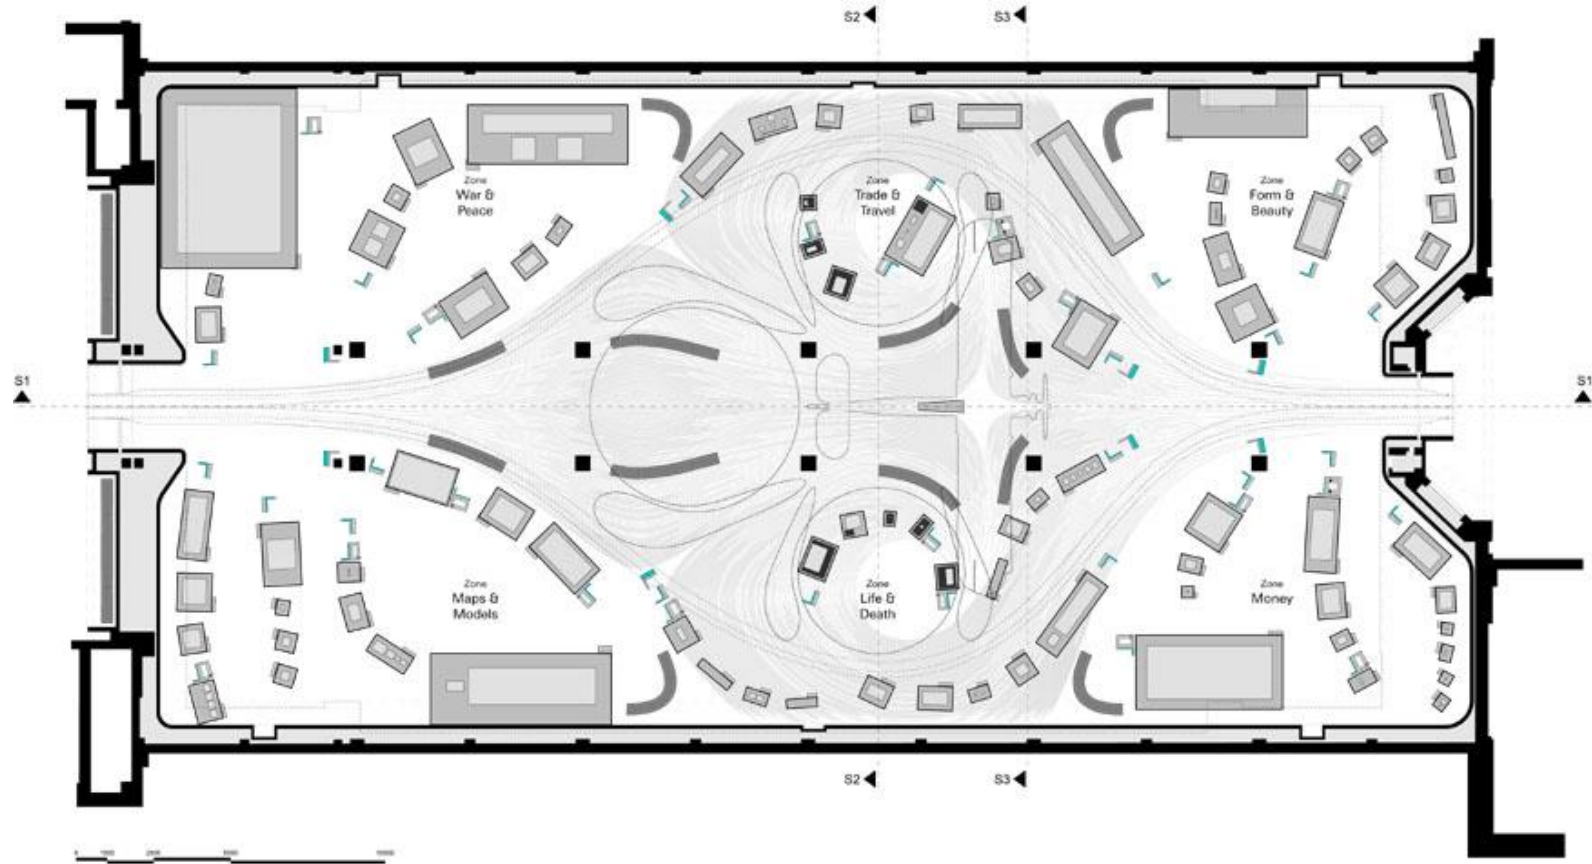 S2
S3
Zone
War &
Peace
Zone
Trade &
Travel
Zone
Form &
Beauty
S1
S1
Zone
Maps &
Models
Zone
Life &
Death
Zone
Money
S2
S3